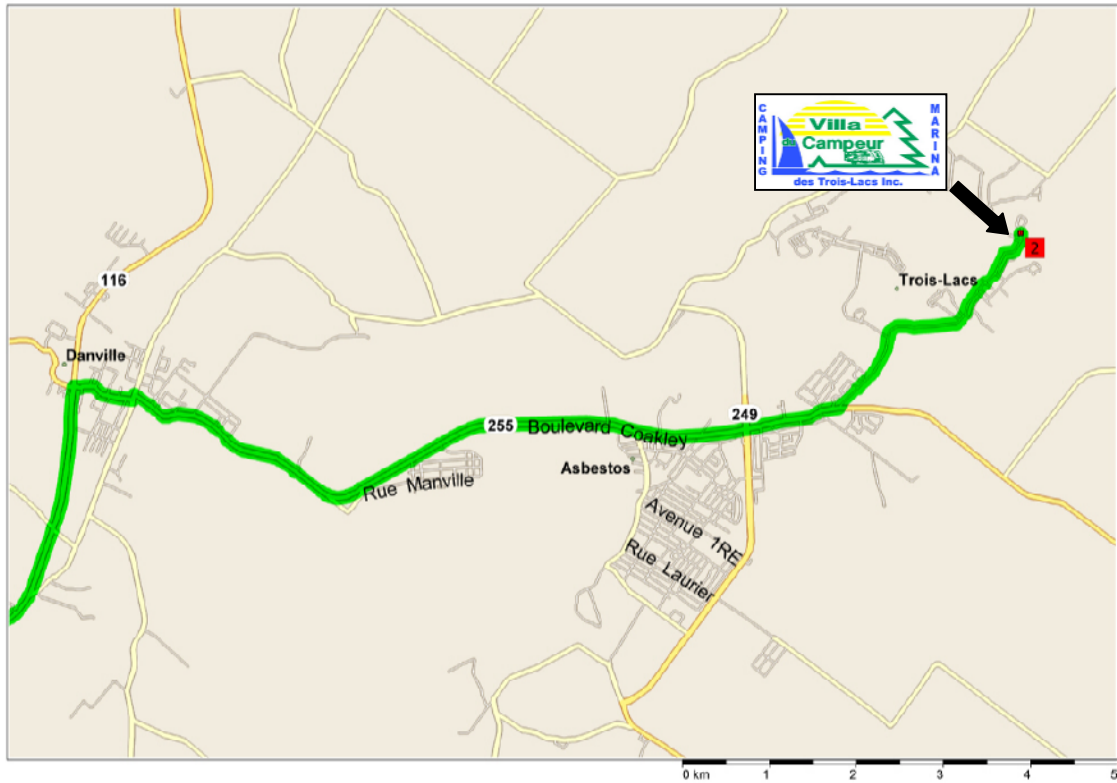 CAMPING
Villa
du Campeur
MARINA
des Trois-Lacs Inc.
2
116
Trois-Lacs
Danville
249
255 Boulevard Coakley
Asbestos
Rue Manville
Avenue 1RE
Rue Laurier
0 km 1 2 3 4 5